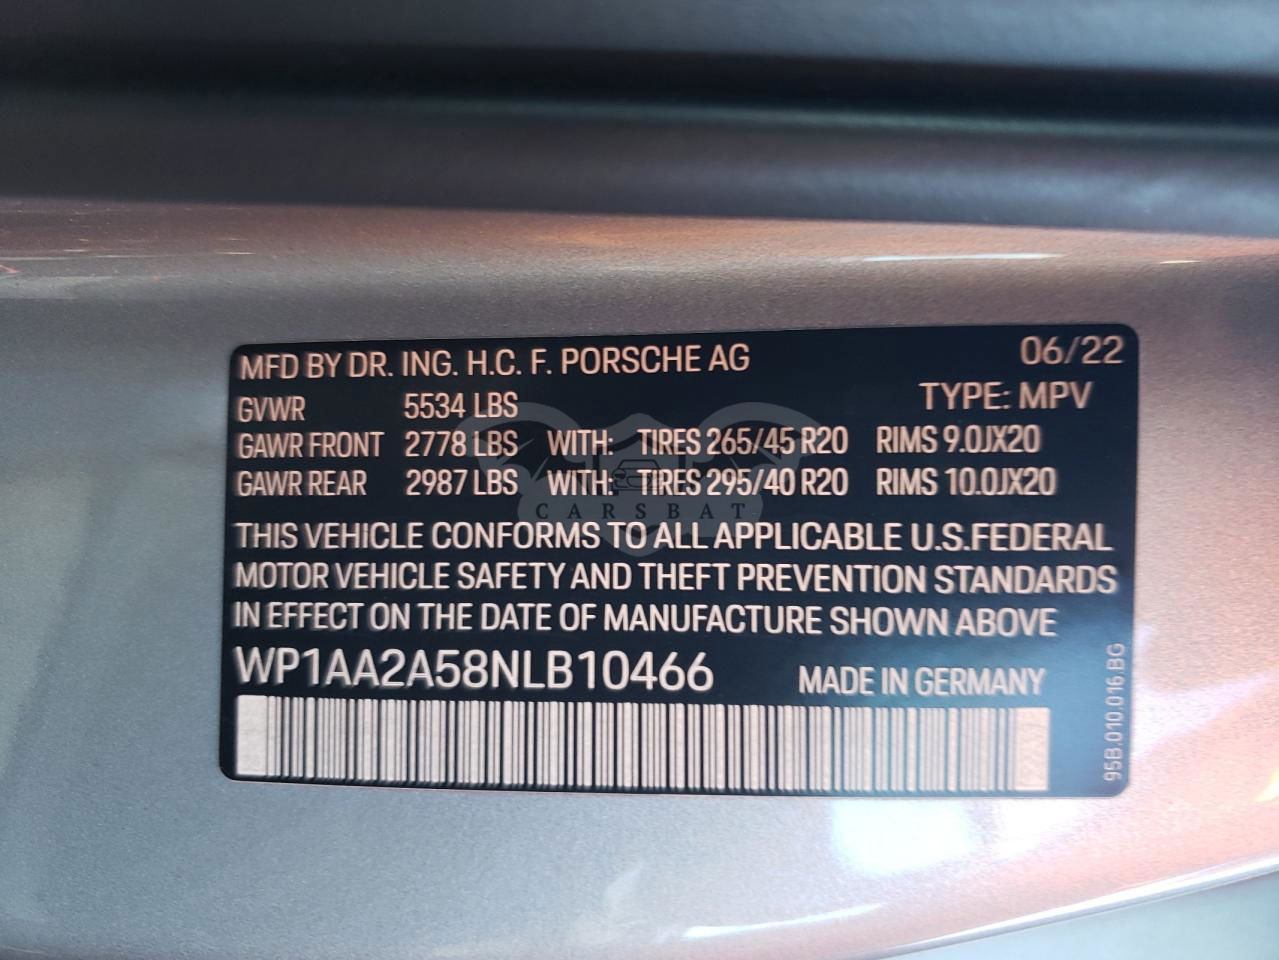 MFD BY DR. ING. H.C. F. PORSCHE AG 06/22
GVWR 5534 LBS TYPE: MPV
GAWR FRONT 2778 LBS WITH: TIRES 265/45 R20 RIMS 9.0JX20
GAWR REAR 2987 LBS WITH: TIRES 295/40 R20 RIMS 10.0JX20
CARSBAT
THIS VEHICLE CONFORMS TO ALL APPLICABLE U.S.FEDERAL
MOTOR VEHICLE SAFETY AND THEFT PREVENTION STANDARDS
IN EFFECT ON THE DATE OF MANUFACTURE SHOWN ABOVE
WP1AA2A58NLB10466 MADE IN GERMANY
95B.010.016.BG